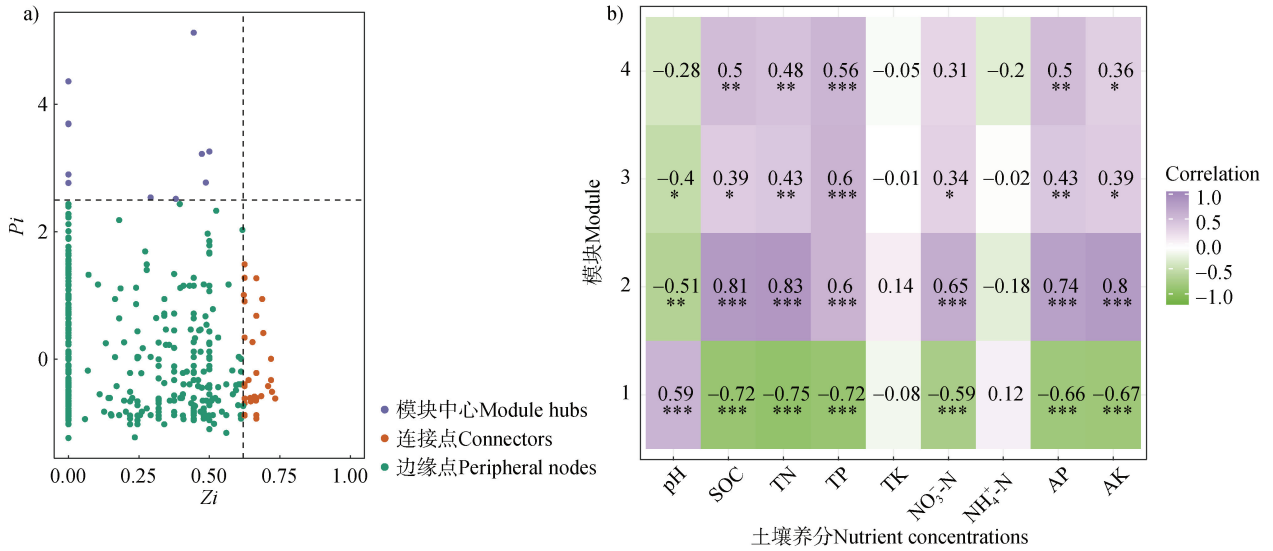 a)
4
2
0
Pi
0.00 0.25 0.50 0.75 1.00
Zi
模块中心Module hubs
连接点Connectors
边缘点Peripheral nodes
b)
模块Module
4
−0.28 0.5 0.48 0.56 −0.05 0.31 −0.2 0.5 0.36
** ** *** ** *
3
−0.4 0.39 0.43 0.6 −0.01 0.34 −0.02 0.43 0.39
* * ** *** * ** *
2
−0.51 0.81 0.83 0.6 0.14 0.65 −0.18 0.74 0.8
** *** *** *** *** *** ***
1
0.59 −0.72 −0.75 −0.72 −0.08 −0.59 0.12 −0.66 −0.67
*** *** *** *** *** *** ***
pH SOC TN TP TK NO₃⁻-N NH₄⁺-N AP AK
土壤养分Nutrient concentrations
Correlation
1.0
0.5
0.0
−0.5
−1.0